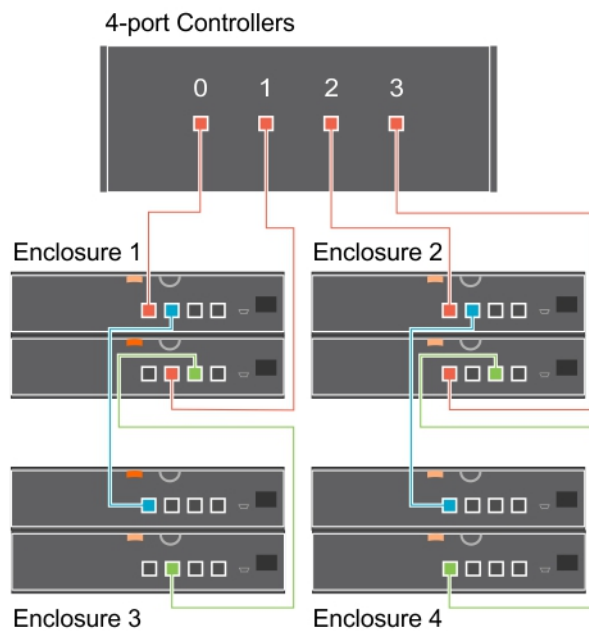 4-port Controllers
0 1 2 3
Enclosure 1 Enclosure 2
Enclosure 3 Enclosure 4